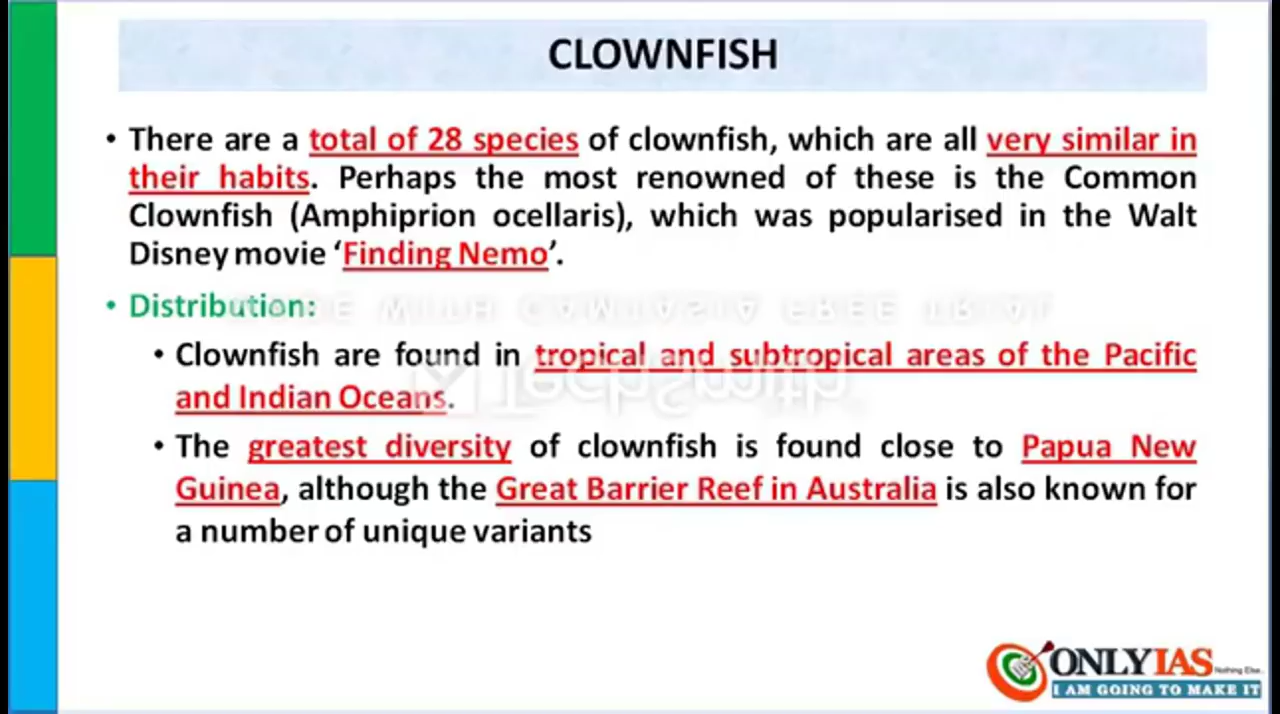 CLOWNFISH
• There are a total of 28 species of clownfish, which are all very similar in
their habits. Perhaps the most renowned of these is the Common
Clownfish (Amphiprion ocellaris), which was popularised in the Walt
Disney movie ‘Finding Nemo’.
• Distribution:
• Clownfish are found in tropical and subtropical areas of the Pacific
and Indian Oceans.
• The greatest diversity of clownfish is found close to Papua New
Guinea, although the Great Barrier Reef in Australia is also known for
a number of unique variants
ONLYIAS
Nothing Else..
I AM GOING TO MAKE IT